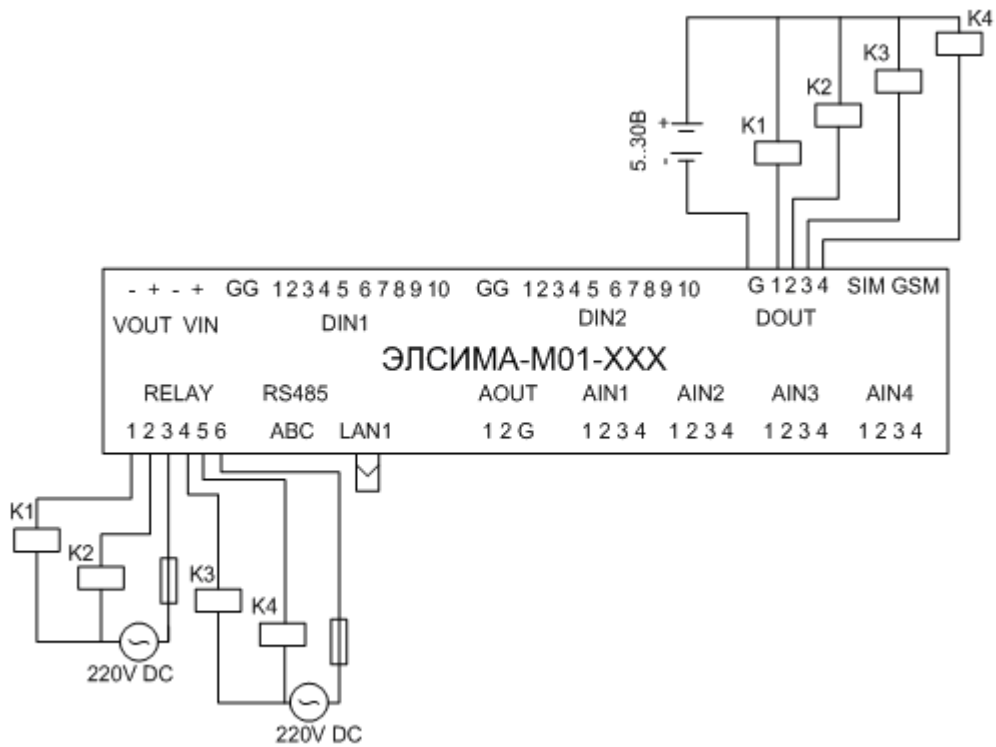 K4
K3
K2
K1
5..30В
+
-
- + - + GG 1 2 3 4 5 6 7 8 9 10 GG 1 2 3 4 5 6 7 8 9 10 G 1 2 3 4 SIM GSM
VOUT VIN DIN1 DIN2 DOUT
ЭЛСИМА-М01-ХХХ
RELAY RS485 AOUT AIN1 AIN2 AIN3 AIN4
1 2 3 4 5 6 ABC LAN1 1 2 G 1 2 3 4 1 2 3 4 1 2 3 4 1 2 3 4
K1
K2
K3
K4
220V DC
220V DC